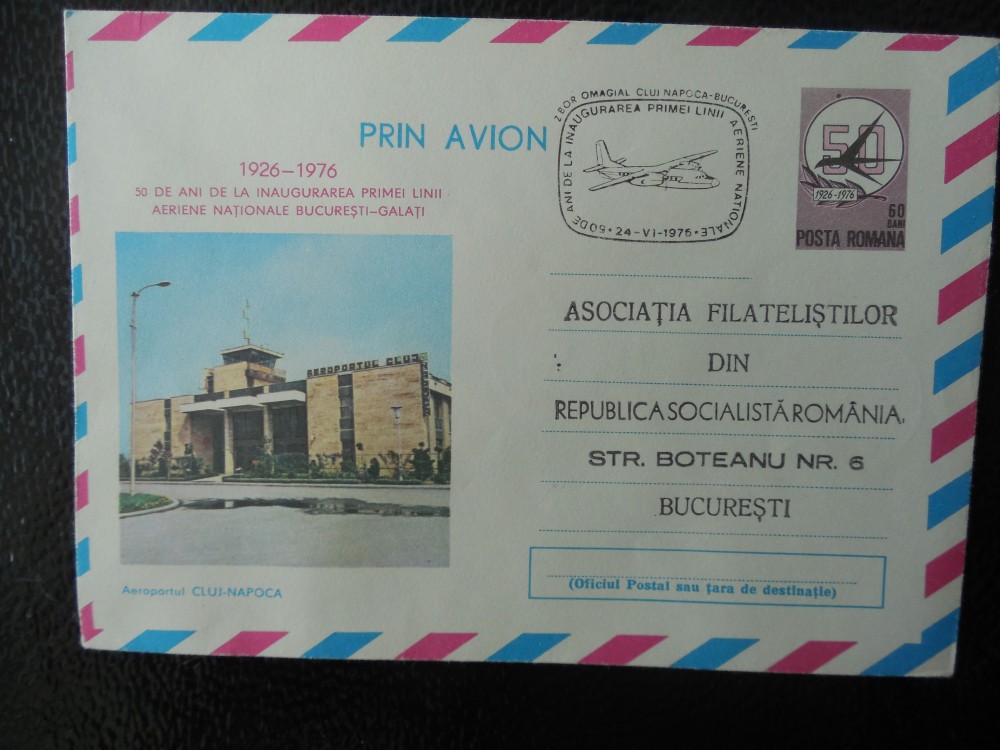 PRIN AVION
1926-1976
50 DE ANI DE LA INAUGURAREA PRIMEI LINII
AERIENE NAȚIONALE BUCUREȘTI-GALAȚI
ZBOR OMAGIAL CLUJ NAPOCA-BUCUREȘTI
50 DE ANI DE LA INAUGURAREA PRIMEI LINII AERIENE NAȚIONALE
24-VI-1976
50
1926-1976
60
BANI
POSTA ROMANA
AEROPORTUL CLUJ
Aeroportul CLUJ-NAPOCA
ASOCIAȚIA FILATELIȘTILOR
DIN
REPUBLICA SOCIALISTĂ ROMÂNIA,
STR. BOTEANU NR. 6
BUCUREȘTI
(Oficiul Postal sau țara de destinație)